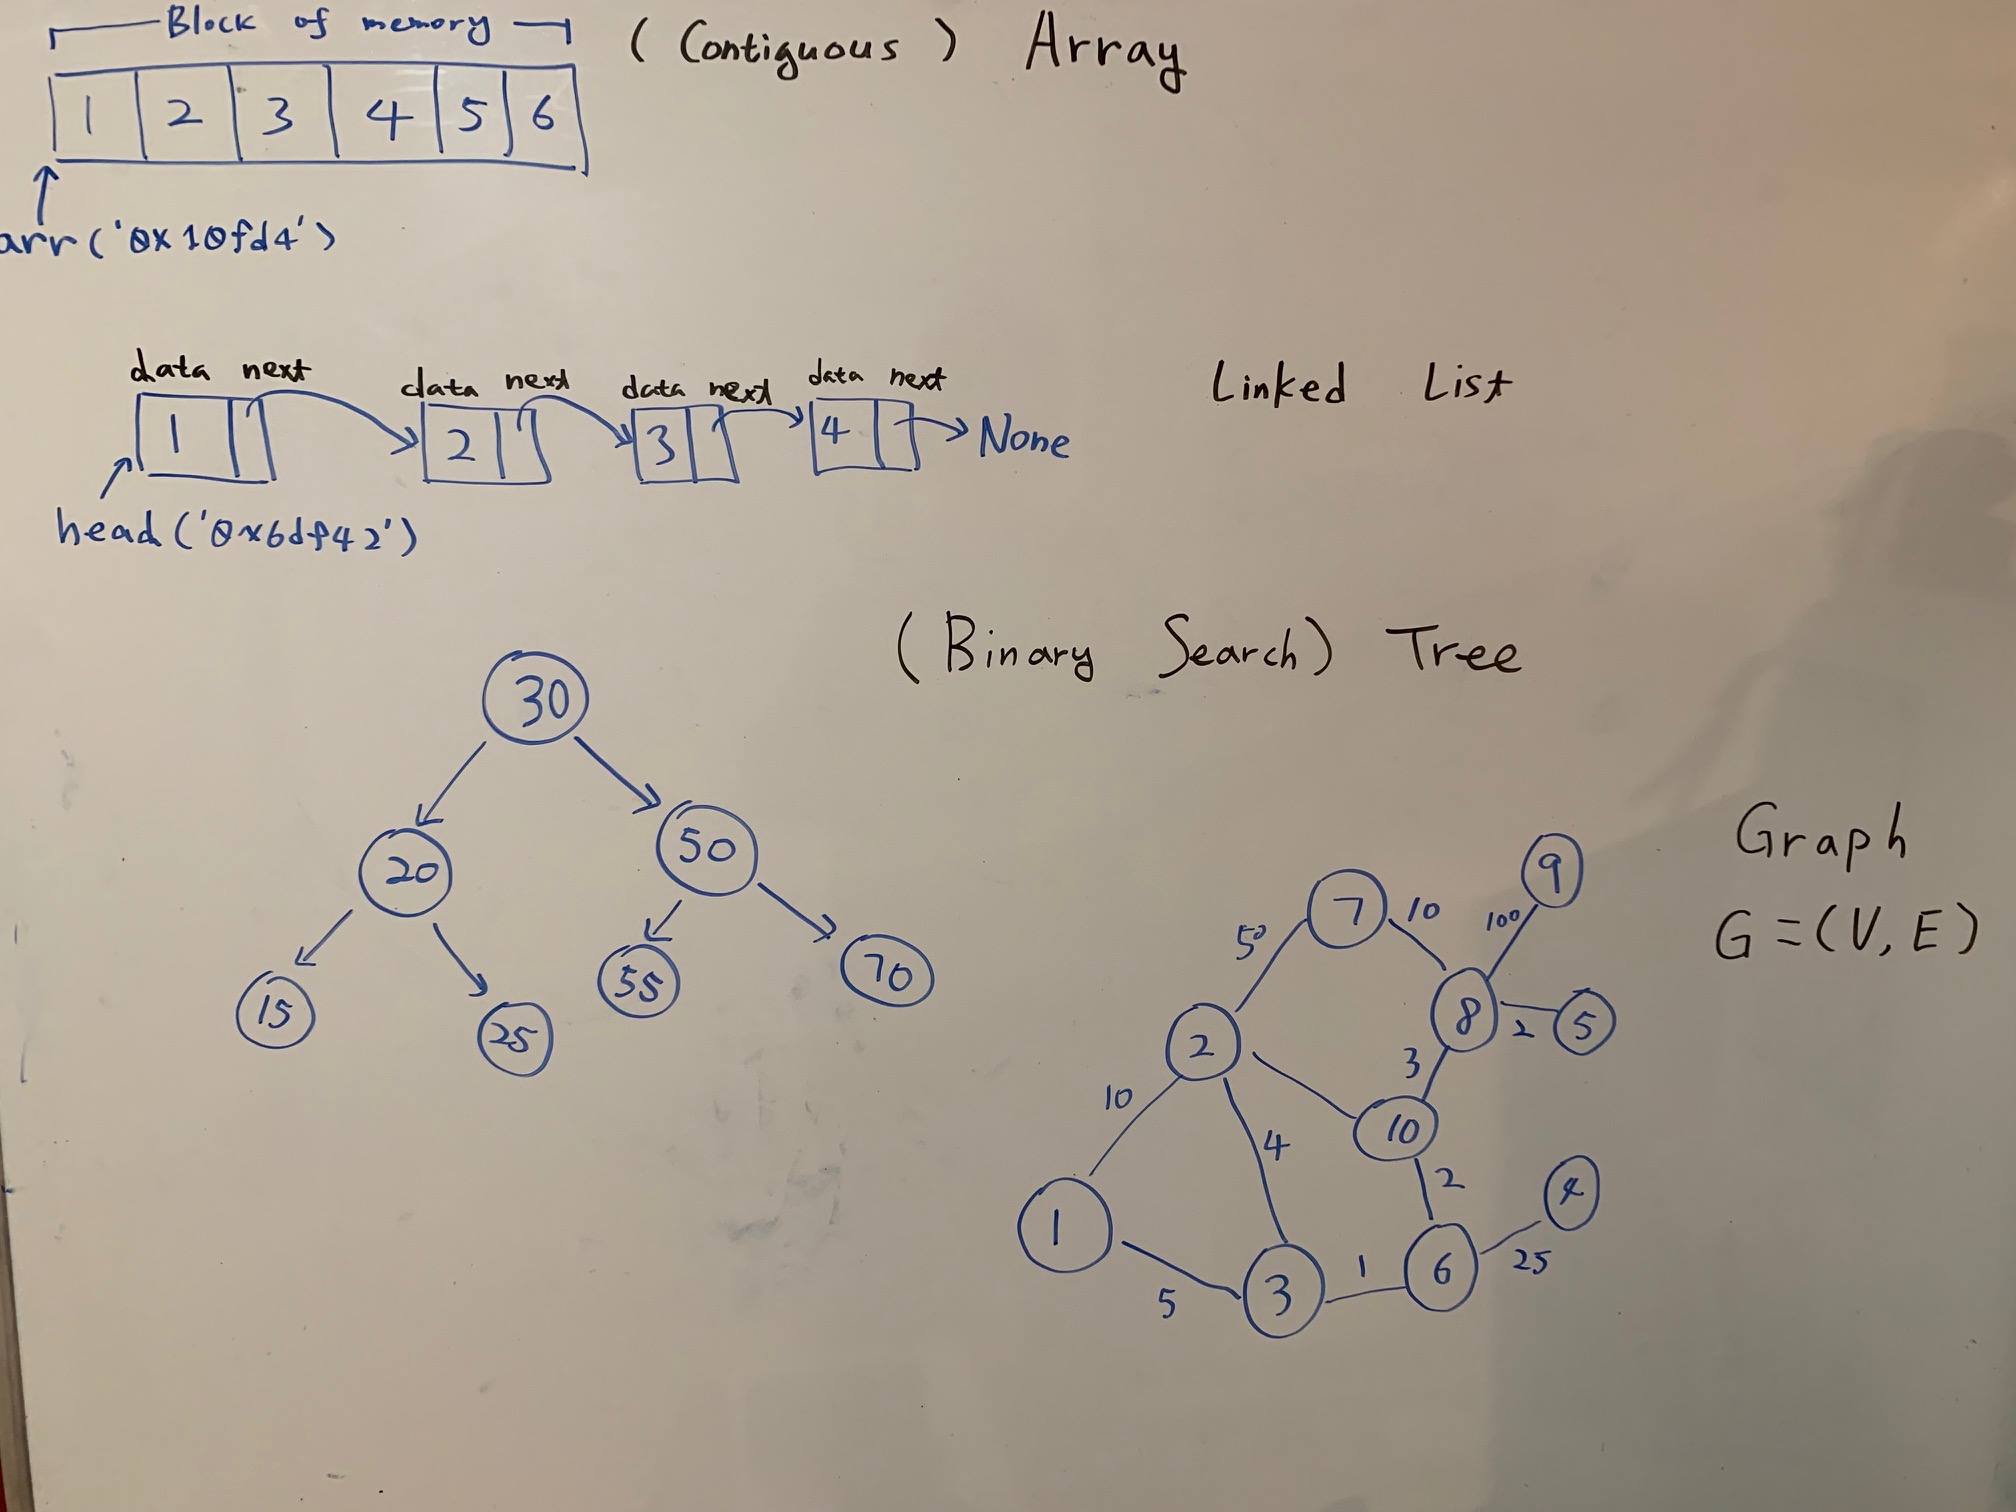 Block of memory
(Contiguous) Array
1 2 3 4 5 6
arr('0x10fd4')
data next data next data next data next
Linked List
1 2 3 4 None
head('0x6df42')
(Binary Search) Tree
30
20 50
15 25 55 70
Graph
G = (V, E)
9
7 10 100
50
8 2 5
2
3
10
10
4
2
1
6 25
3 1
5